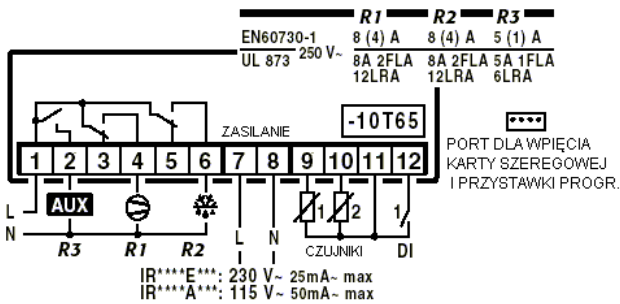 R1 R2 R3
EN60730-1 8 (4) A 8 (4) A 5 (1) A
UL 873 250 V~ 8A 2FLA 8A 2FLA 5A 1FLA
12LRA 12LRA 6LRA
ZASILANIE -10T65
PORT DLA WPIĘCIA
KARTY SZEREGOWEJ
I PRZYSTAWKI PROGR.
1 2 3 4 5 6 7 8 9 10 11 12
L AUX 1 2 1
N
R3 R1 R2 L N CZUJNIKI DI
IR****E***: 230 V~ 25mA~ max
IR****A***: 115 V~ 50mA~ max